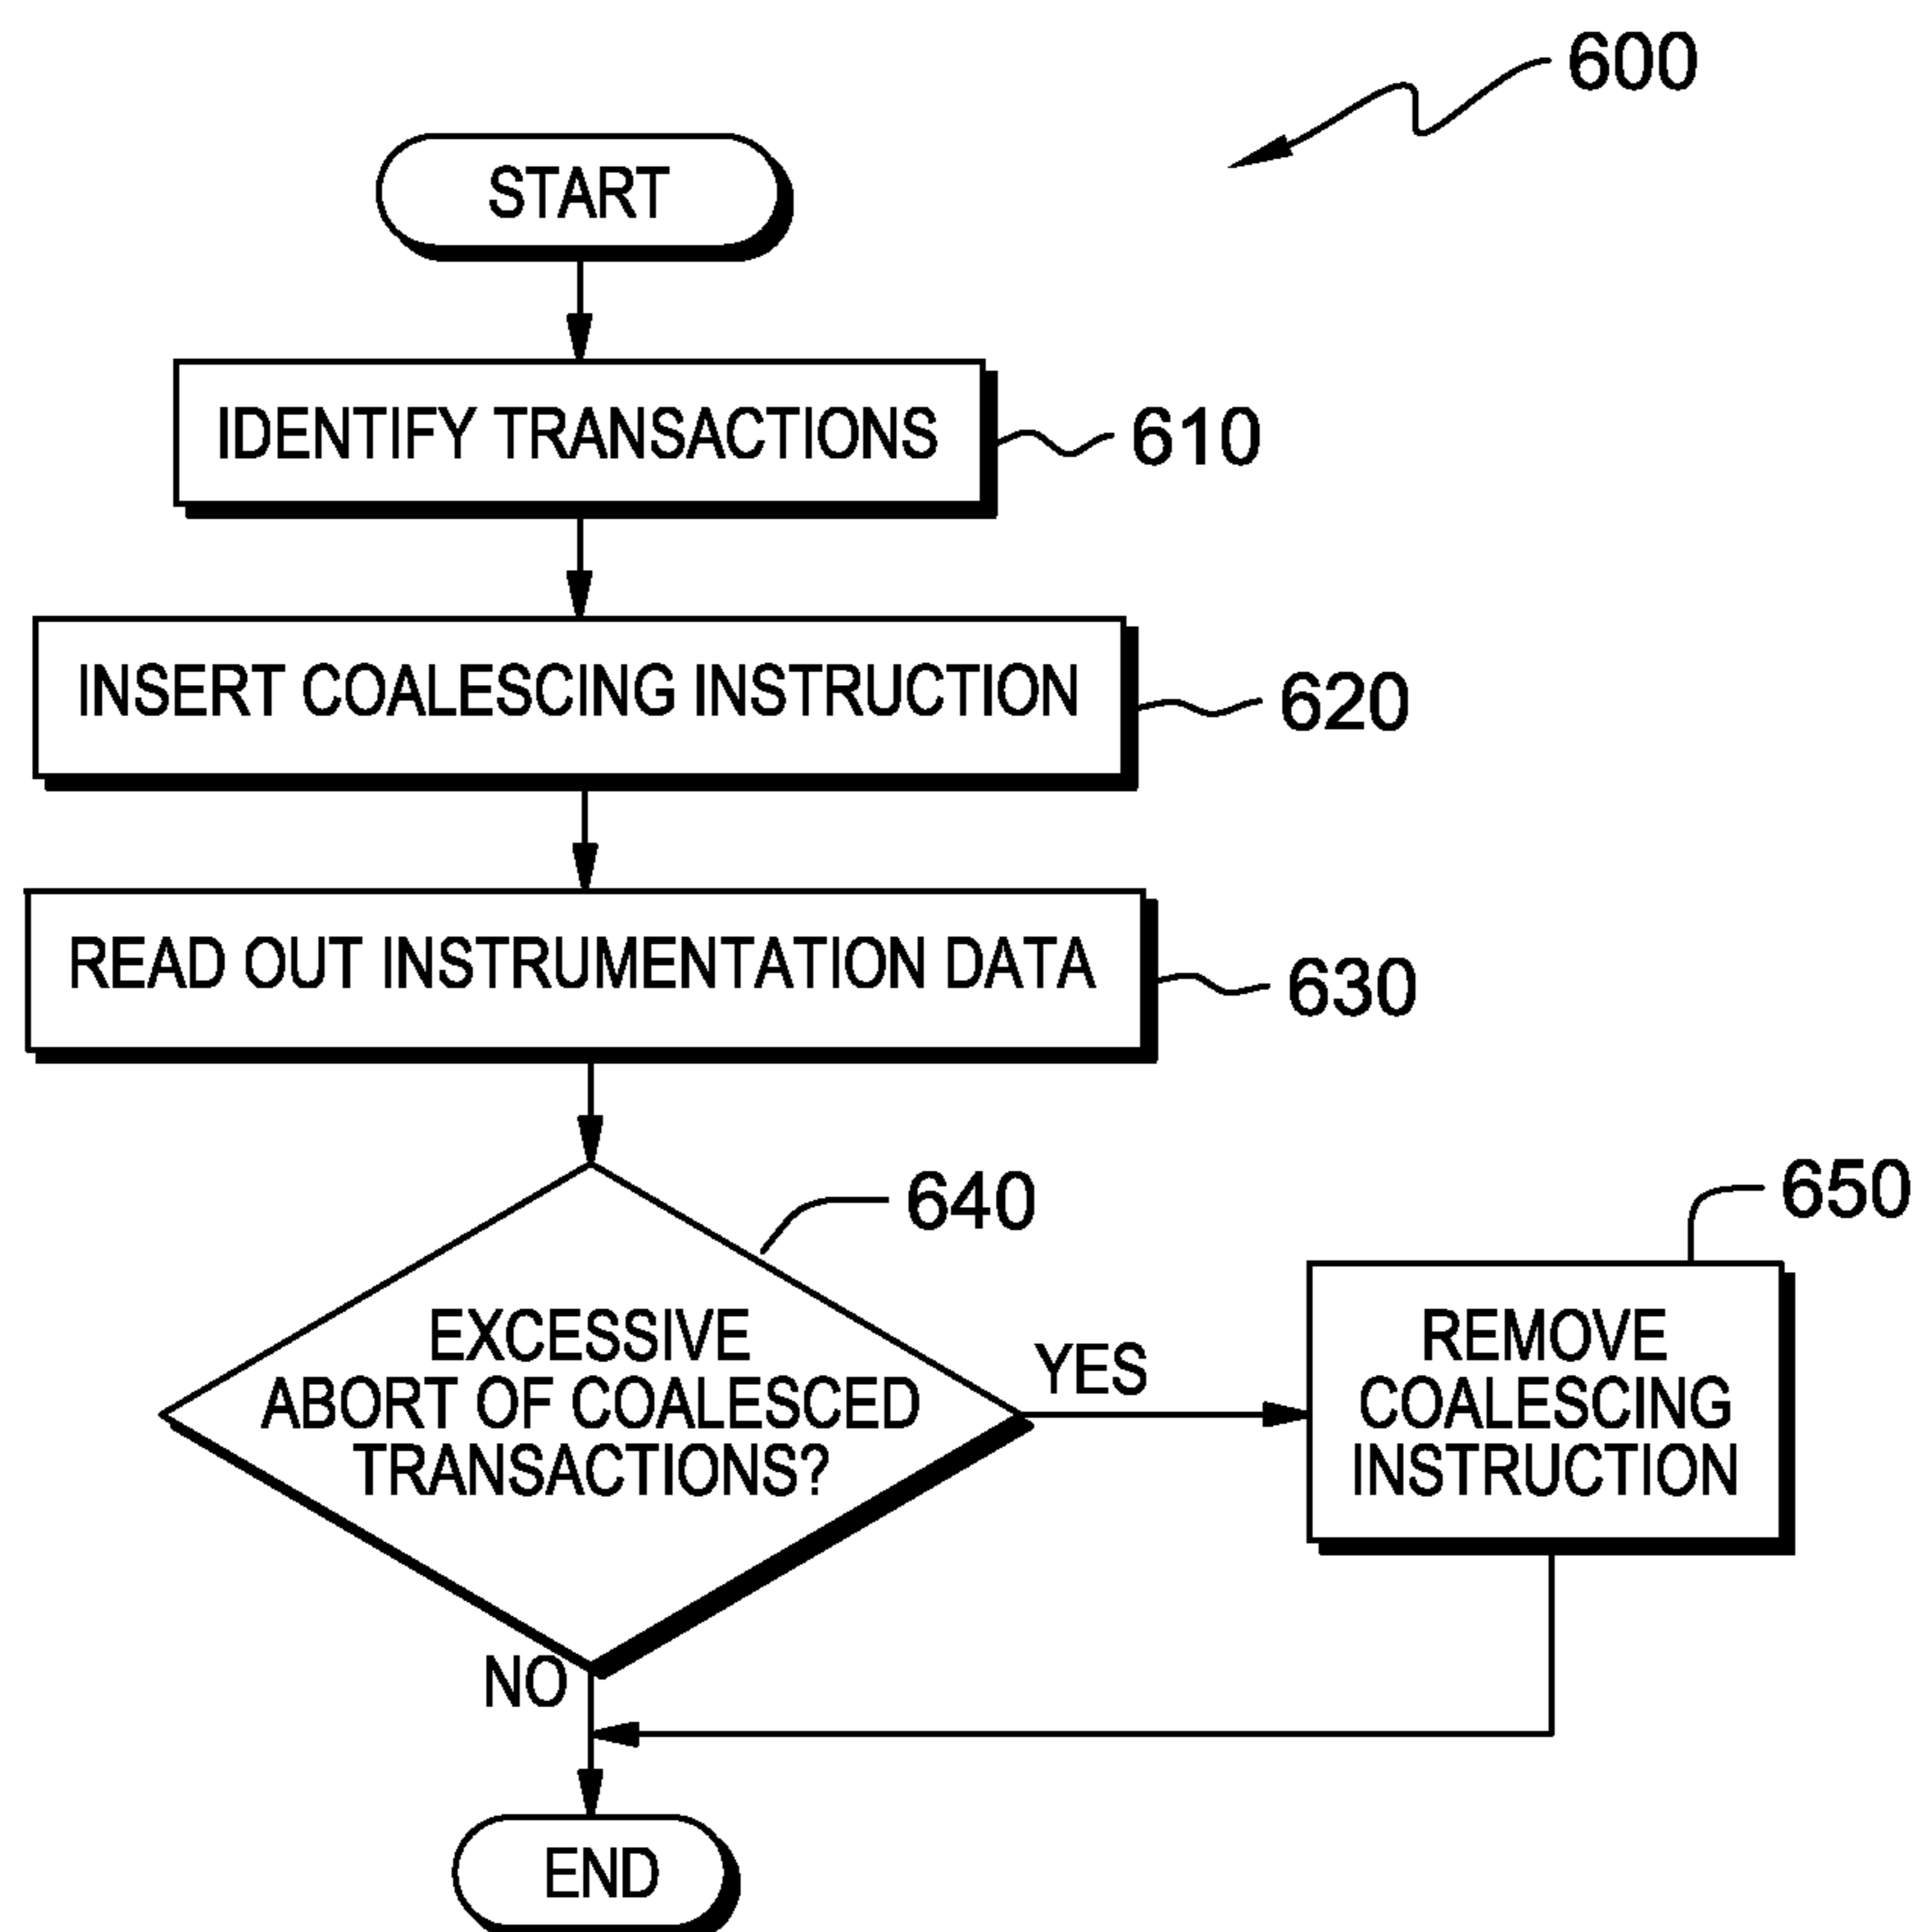 600
START
IDENTIFY TRANSACTIONS
610
INSERT COALESCING INSTRUCTION
620
READ OUT INSTRUMENTATION DATA
630
640
EXCESSIVE
ABORT OF COALESCED
TRANSACTIONS?
YES
650
REMOVE
COALESCING
INSTRUCTION
NO
END